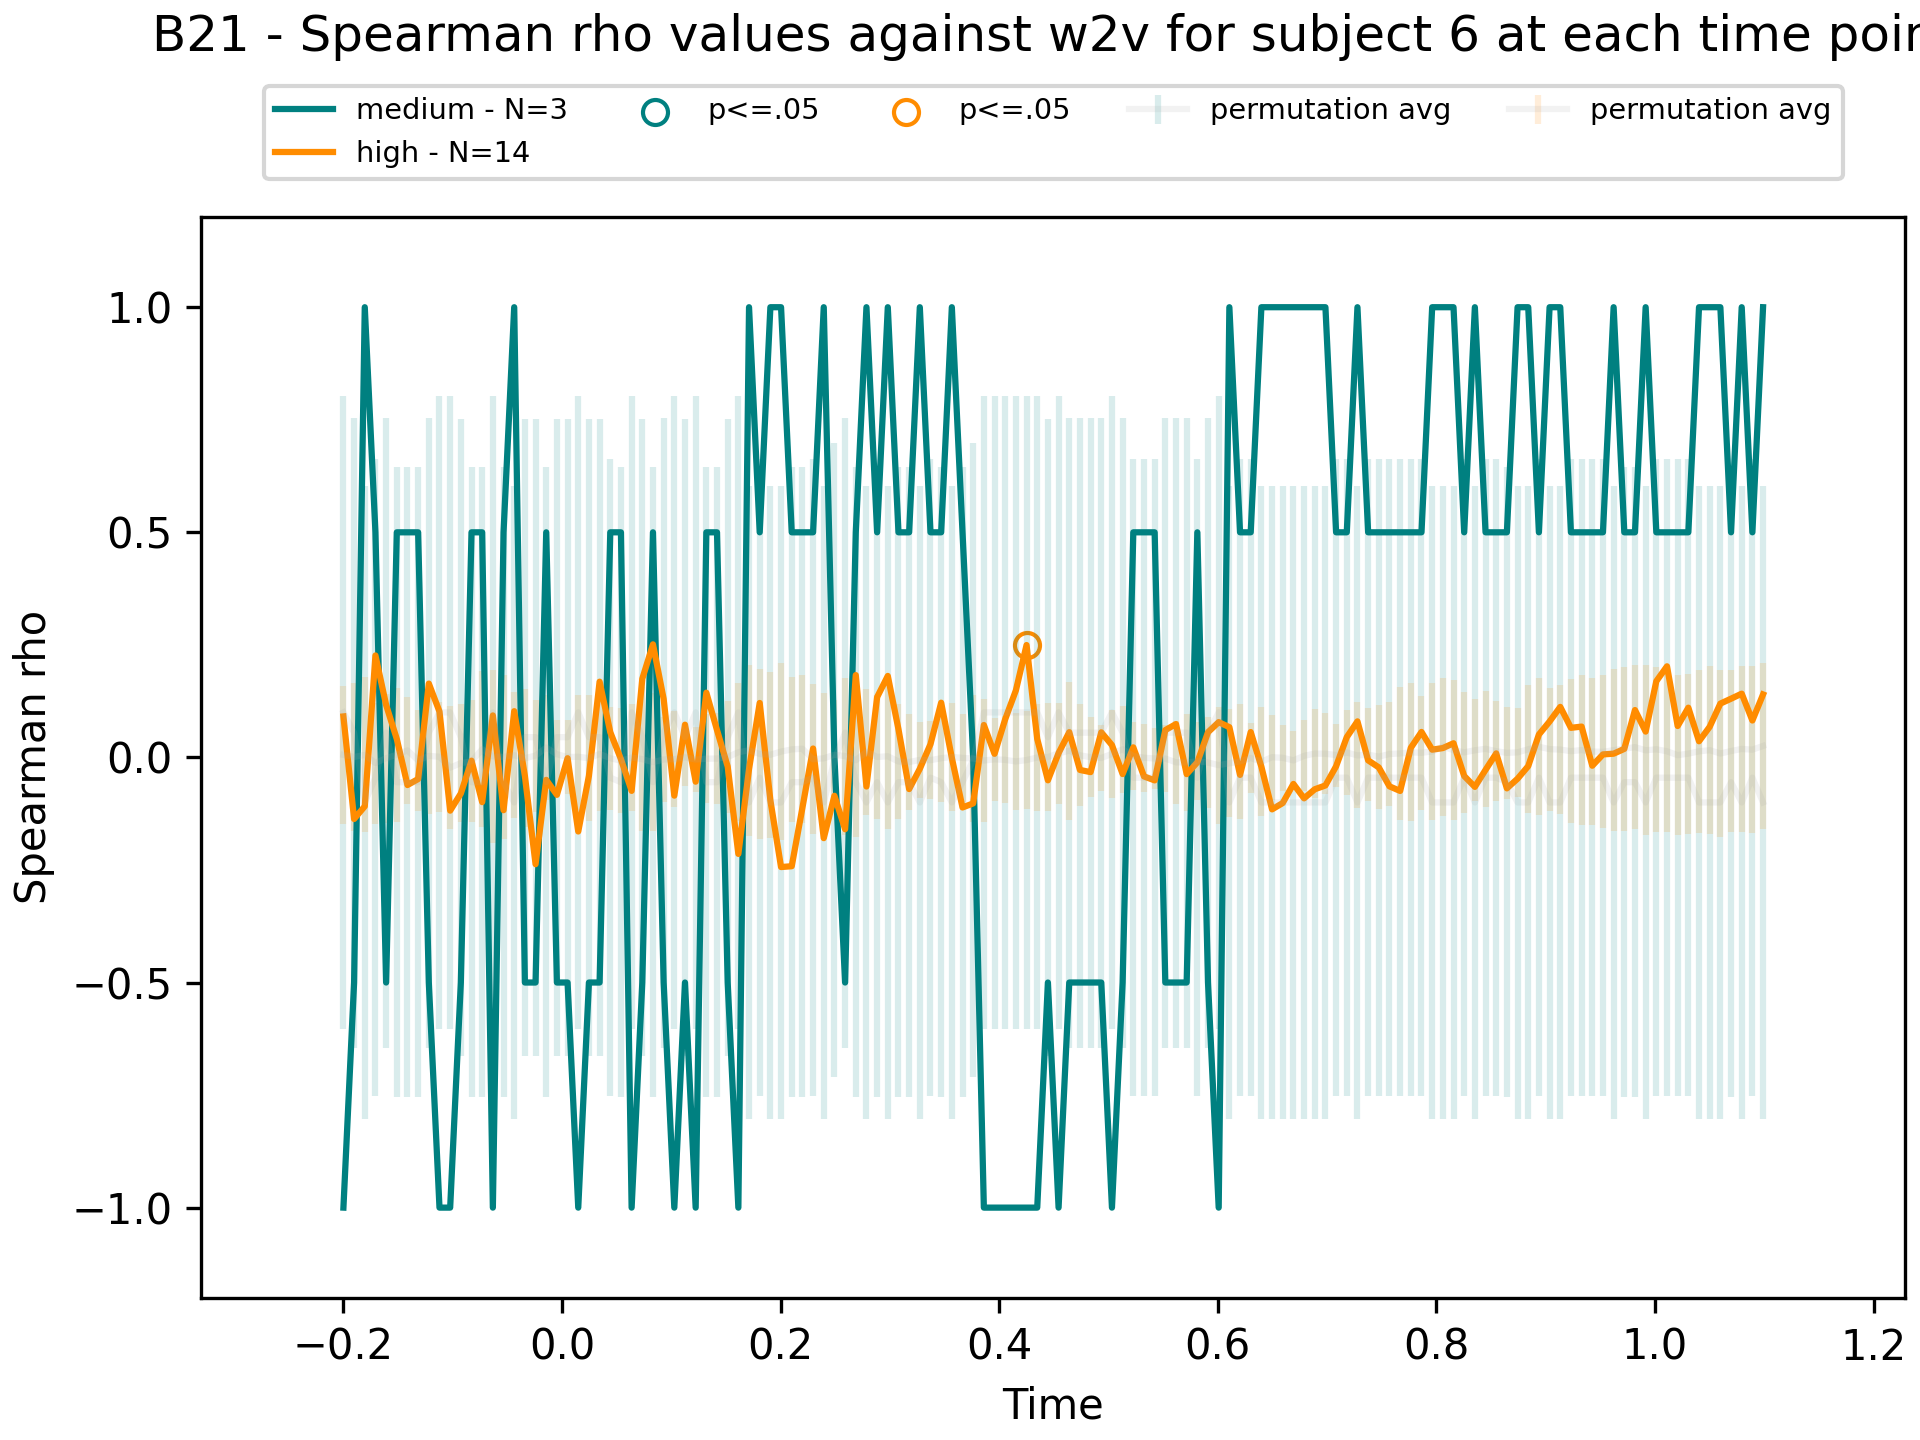 B21 - Spearman rho values against w2v for subject 6 at each time
medium - N=3
high - N=14
p<=.05
p<=.05
permutation avg
permutation avg
Spearman rho
1.0
0.5
0.0
−0.5
−1.0
−0.2 0.0 0.2 0.4 0.6 0.8 1.0 1.2
Time